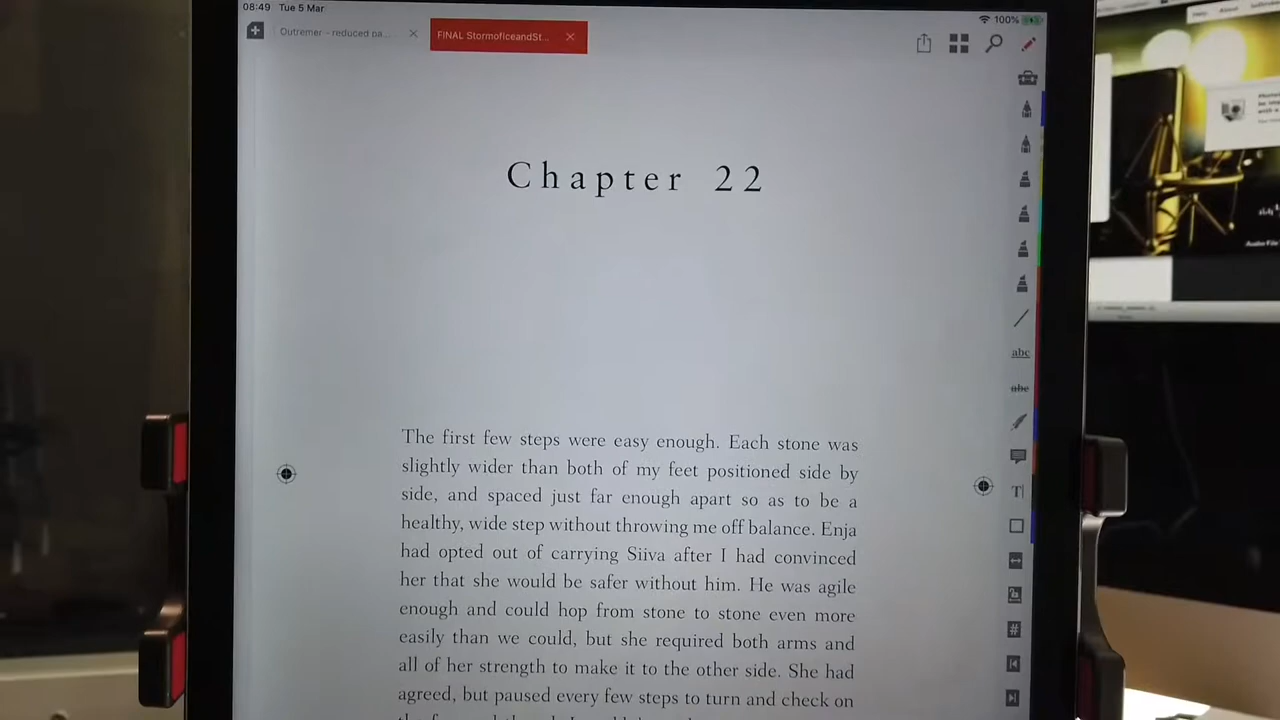 08:49 Tue 5 Mar
100%
Outremer - reduced pa...
FINAL StormofIceandSt...
Chapter 22
The first few steps were easy enough. Each stone was
slightly wider than both of my feet positioned side by
side, and spaced just far enough apart so as to be a
healthy, wide step without throwing me off balance. Enja
had opted out of carrying Siiva after I had convinced
her that she would be safer without him. He was agile
enough and could hop from stone to stone even more
easily than we could, but she required both arms and
all of her strength to make it to the other side. She had
agreed, but paused every few steps to turn and check on
abc
abc
T
#